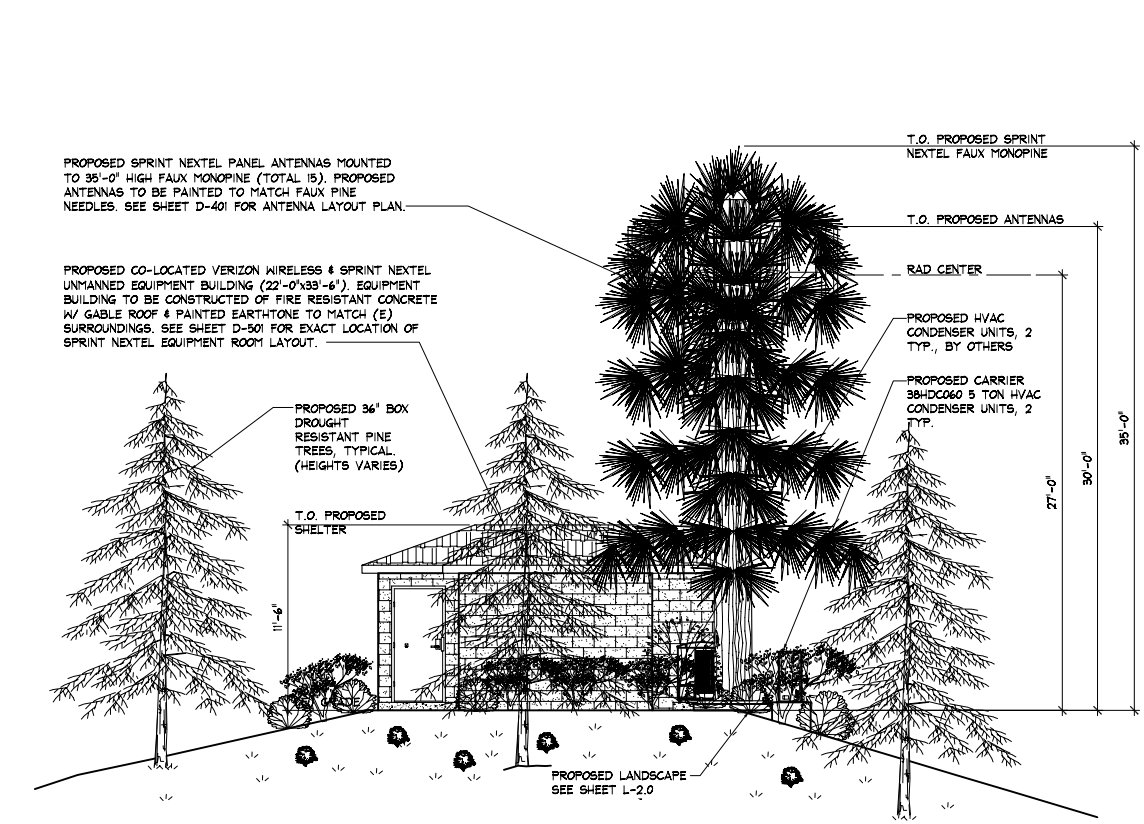 T.O. PROPOSED SPRINT
NEXTEL FAUX MONOPINE
PROPOSED SPRINT NEXTEL PANEL ANTENNAS MOUNTED
TO 35'-0" HIGH FAUX MONOPINE (TOTAL 15). PROPOSED
ANTENNAS TO BE PAINTED TO MATCH FAUX PINE
NEEDLES. SEE SHEET D-401 FOR ANTENNA LAYOUT PLAN.
T.O. PROPOSED ANTENNAS
RAD CENTER
PROPOSED CO-LOCATED VERIZON WIRELESS & SPRINT NEXTEL
UNMANNED EQUIPMENT BUILDING (22'-0"x33'-6"). EQUIPMENT
BUILDING TO BE CONSTRUCTED OF FIRE RESISTANT CONCRETE
W/ GABLE ROOF & PAINTED EARTHTONE TO MATCH (E)
SURROUNDINGS. SEE SHEET D-501 FOR EXACT LOCATION OF
SPRINT NEXTEL EQUIPMENT ROOM LAYOUT.
PROPOSED HVAC
CONDENSER UNITS, 2
TYP., BY OTHERS
PROPOSED CARRIER
38HDC060 5 TON HVAC
CONDENSER UNITS, 2
TYP.
PROPOSED 36" BOX
DROUGHT
RESISTANT PINE
TREES, TYPICAL.
(HEIGHTS VARIES)
35'-0"
30'-0"
27'-0"
T.O. PROPOSED
SHELTER
11'-6"
PROPOSED LANDSCAPE
SEE SHEET L-2.0